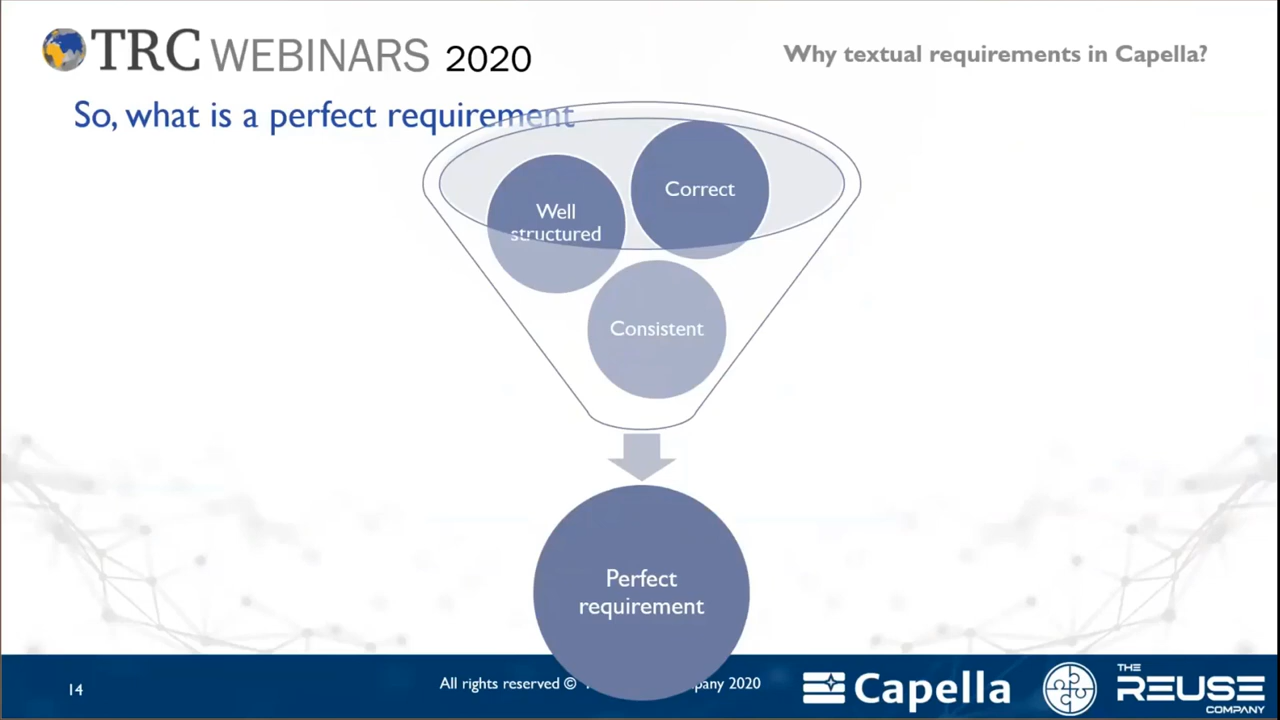 TRC WEBINARS 2020
Why textual requirements in Capella?
So, what is a perfect requirement
Well
structured
Correct
Consistent
Perfect
requirement
14
All rights reserved © pany 2020
Capella
THE
REUSE
COMPANY